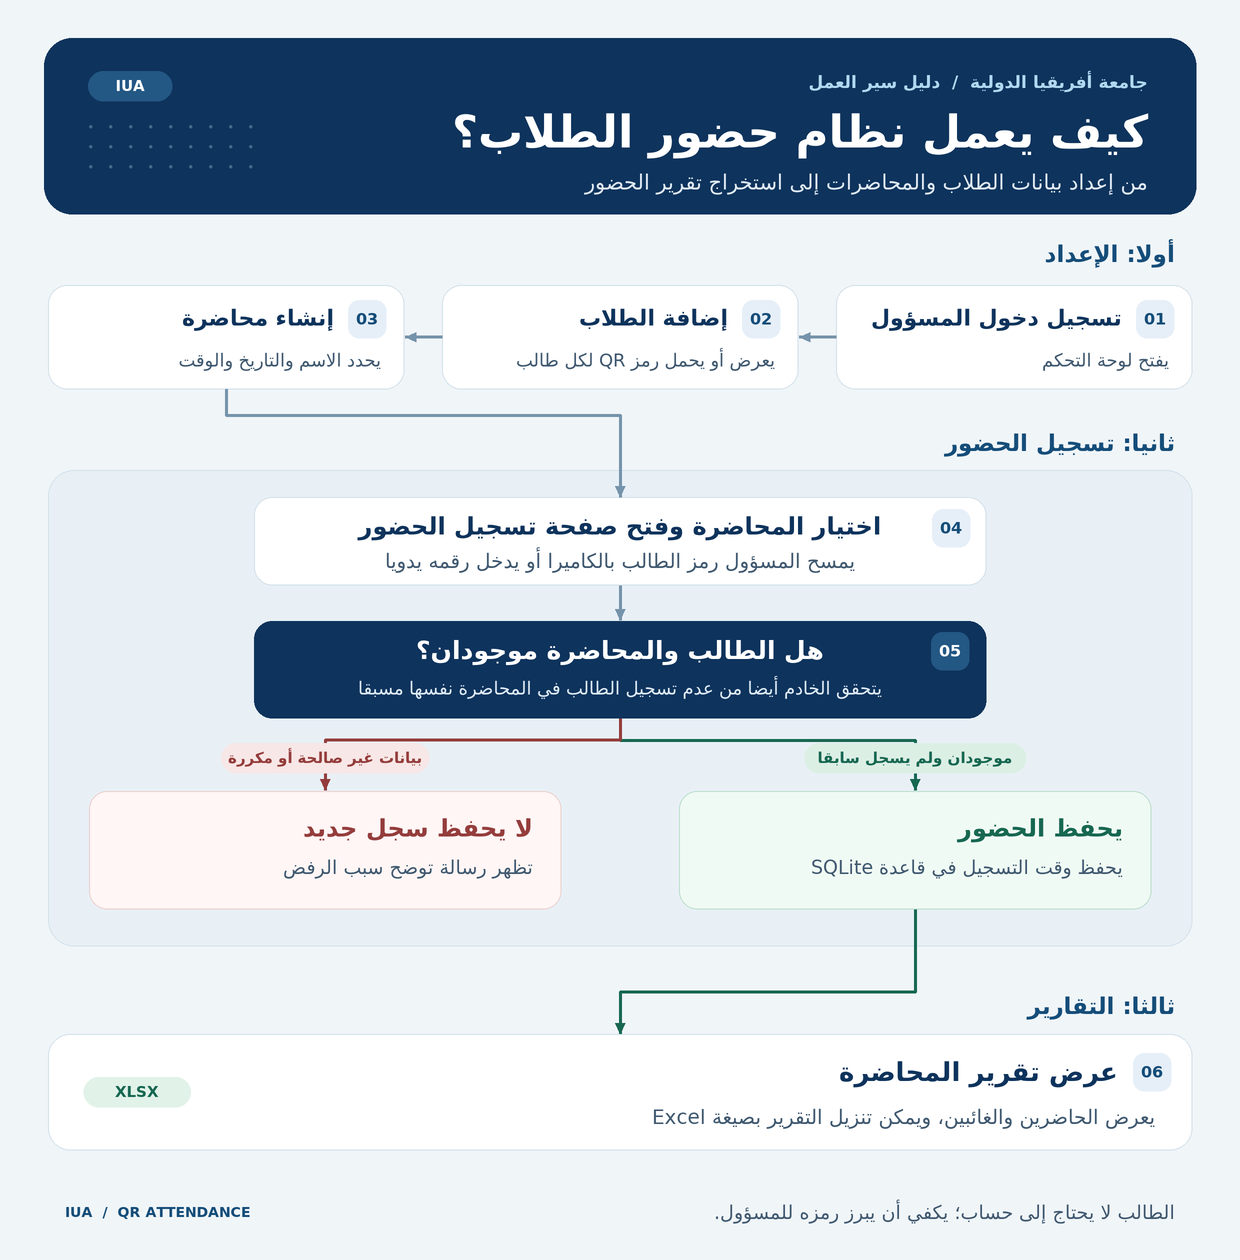 جامعة أفريقيا الدولية / دليل سير العمل
IUA
كيف يعمل نظام حضور الطلاب؟
من إعداد بيانات الطلاب والمحاضرات إلى استخراج تقرير الحضور
أولا: الإعداد
01
تسجيل دخول المسؤول
يفتح لوحة التحكم
02
إضافة الطلاب
يعرض أو يحمل رمز QR لكل طالب
03
إنشاء محاضرة
يحدد الاسم والتاريخ والوقت
ثانيا: تسجيل الحضور
04
اختيار المحاضرة وفتح صفحة تسجيل الحضور
يمسح المسؤول رمز الطالب بالكاميرا أو يدخل رقمه يدويا
05
هل الطالب والمحاضرة موجودان؟
يتحقق الخادم أيضا من عدم تسجيل الطالب في المحاضرة نفسها مسبقا
موجودان ولم يسجل سابقا
يحفظ الحضور
يحفظ وقت التسجيل في قاعدة SQLite
بيانات غير صالحة أو مكررة
لا يحفظ سجل جديد
تظهر رسالة توضح سبب الرفض
ثالثا: التقارير
06
عرض تقرير المحاضرة
يعرض الحاضرين والغائبين، ويمكن تنزيل التقرير بصيغة Excel
XLSX
الطالب لا يحتاج إلى حساب؛ يكفي أن يبرز رمزه للمسؤول.
IUA / QR ATTENDANCE